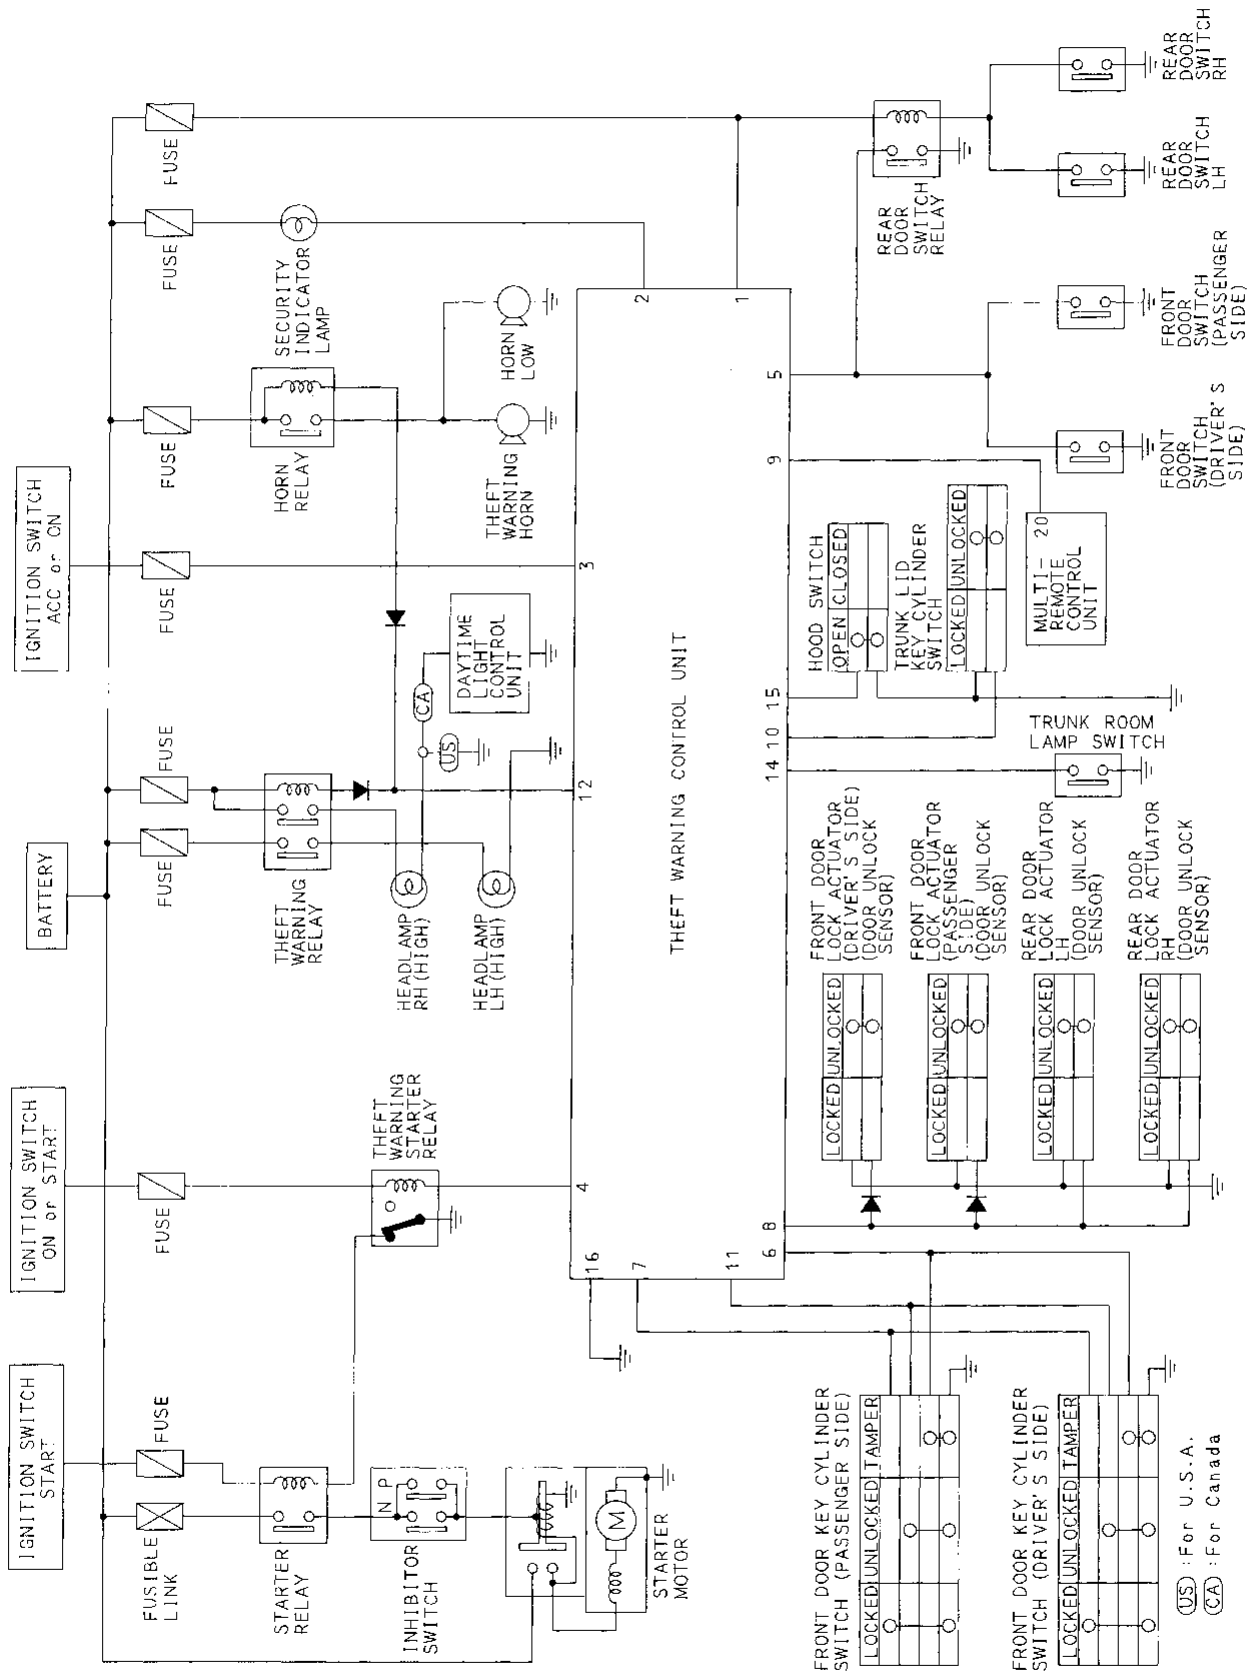 IGNITION SWITCH
START
IGNITION SWITCH
ON or START
BATTERY
IGNITION SWITCH
ACC or ON
FUSIBLE
LINK
FUSE
FUSE
FUSE
FUSE
FUSE
FUSE
FUSE
FUSE
STARTER
RELAY
THEFT
WARNING
RELAY
HORN
RELAY
SECURITY
INDICATOR
LAMP
INHIBITOR
SWITCH
N P
THEFT
WARNING
STARTER
RELAY
HEADLAMP
RH(HIGH)
HEADLAMP
LH(HIGH)
CA
US
DAYTIME
LIGHT
CONTROL
UNIT
THEFT
WARNING
HORN
HORN
LOW
M
STARTER
MOTOR
16
4
12
3
2
7
11
1
THEFT WARNING CONTROL UNIT
6
8
14
10
15
9
5
FRONT DOOR KEY CYLINDER
SWITCH (PASSENGER SIDE)
LOCKED UNLOCKED TAMPER
FRONT DOOR KEY CYLINDER
SWITCH (DRIVER'S SIDE)
LOCKED UNLOCKED TAMPER
LOCKED UNLOCKED
FRONT DOOR
LOCK ACTUATOR
(DRIVER'S SIDE)
(DOOR UNLOCK
SENSOR)
LOCKED UNLOCKED
FRONT DOOR
LOCK ACTUATOR
(PASSENGER
SIDE)
(DOOR UNLOCK
SENSOR)
LOCKED UNLOCKED
REAR DOOR
LOCK ACTUATOR
LH
(DOOR UNLOCK
SENSOR)
LOCKED UNLOCKED
REAR DOOR
LOCK ACTUATOR
RH
(DOOR UNLOCK
SENSOR)
TRUNK ROOM
LAMP SWITCH
HOOD SWITCH
OPEN CLOSED
TRUNK LID
KEY CYLINDER
SWITCH
LOCKED UNLOCKED
MULTI- 20
REMOTE
CONTROL
UNIT
REAR
DOOR
SWITCH
RELAY
FRONT
DOOR
SWITCH
(DRIVER'S
SIDE)
FRONT
DOOR
SWITCH
(PASSENGER
SIDE)
REAR
DOOR
SWITCH
LH
REAR
DOOR
SWITCH
RH
US :For U.S.A.
CA :For Canada